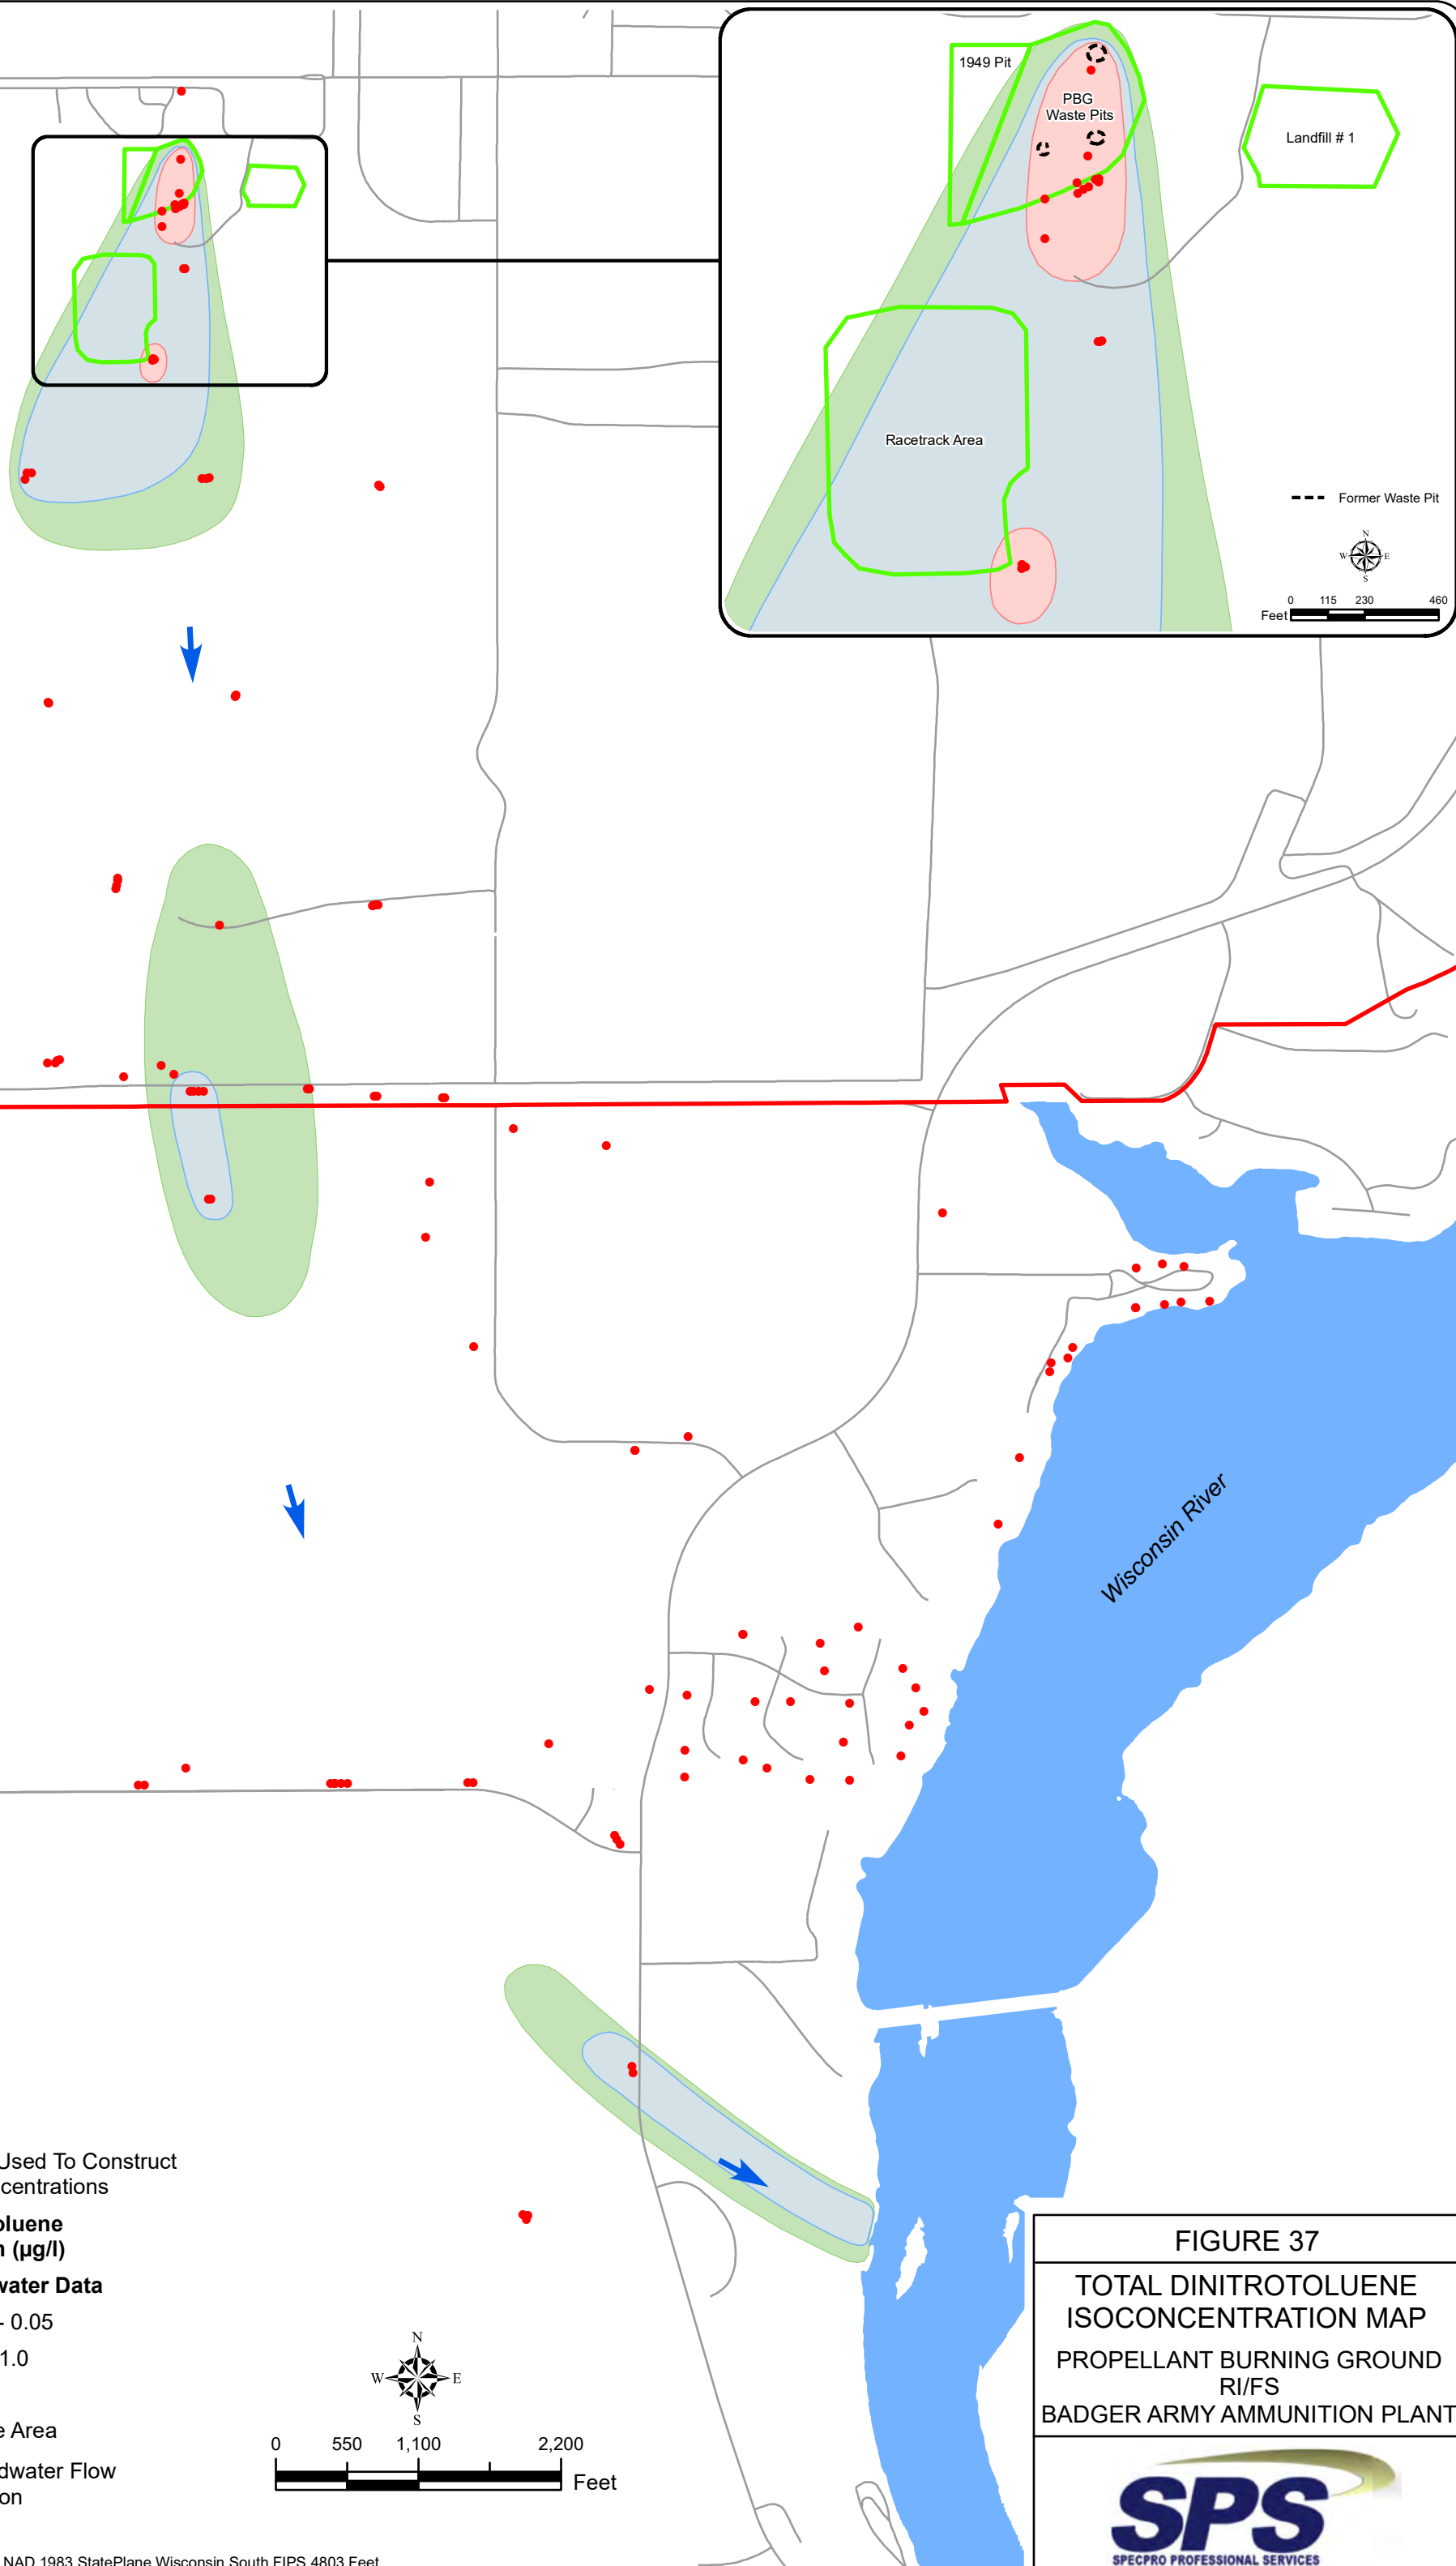 1949 Pit
PBG
Waste Pits
Landfill # 1
Racetrack Area
Former Waste Pit
N
W E
S
0 115 230 460
Feet
Wisconsin River
Used To Construct
centrations
oluene
n (µg/l)
water Data
- 0.05
1.0
e Area
dwater Flow
on
N
W E
S
0 550 1,100 2,200
Feet
NAD 1983 StatePlane Wisconsin South FIPS 4803 Feet
FIGURE 37
TOTAL DINITROTOLUENE
ISOCONCENTRATION MAP
PROPELLANT BURNING GROUND
RI/FS
BADGER ARMY AMMUNITION PLANT
SPS
SPECPRO PROFESSIONAL SERVICES